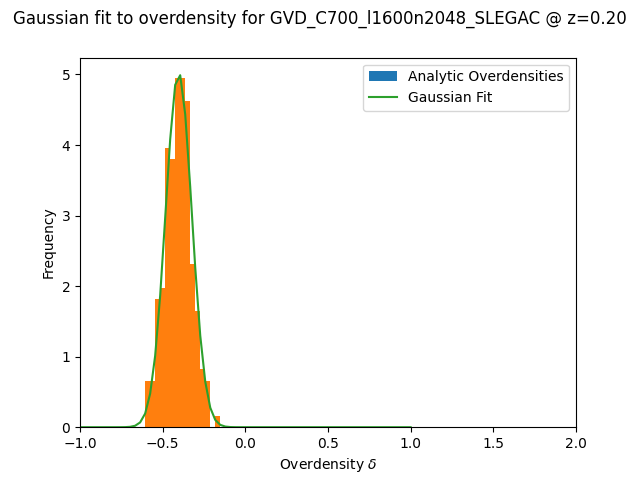 Gaussian fit to overdensity for GVD_C700_l1600n2048_SLEGAC @ z=0.20
Analytic Overdensities
Gaussian Fit
Frequency
5
4
3
2
1
0
−1.0 −0.5 0.0 0.5 1.0 1.5 2.0
Overdensity δ